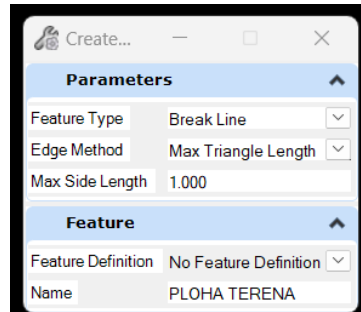 Create...
Parameters
Feature Type Break Line
Edge Method Max Triangle Length
Max Side Length 1.000
Feature
Feature Definition No Feature Definition
Name PLOHA TERENA